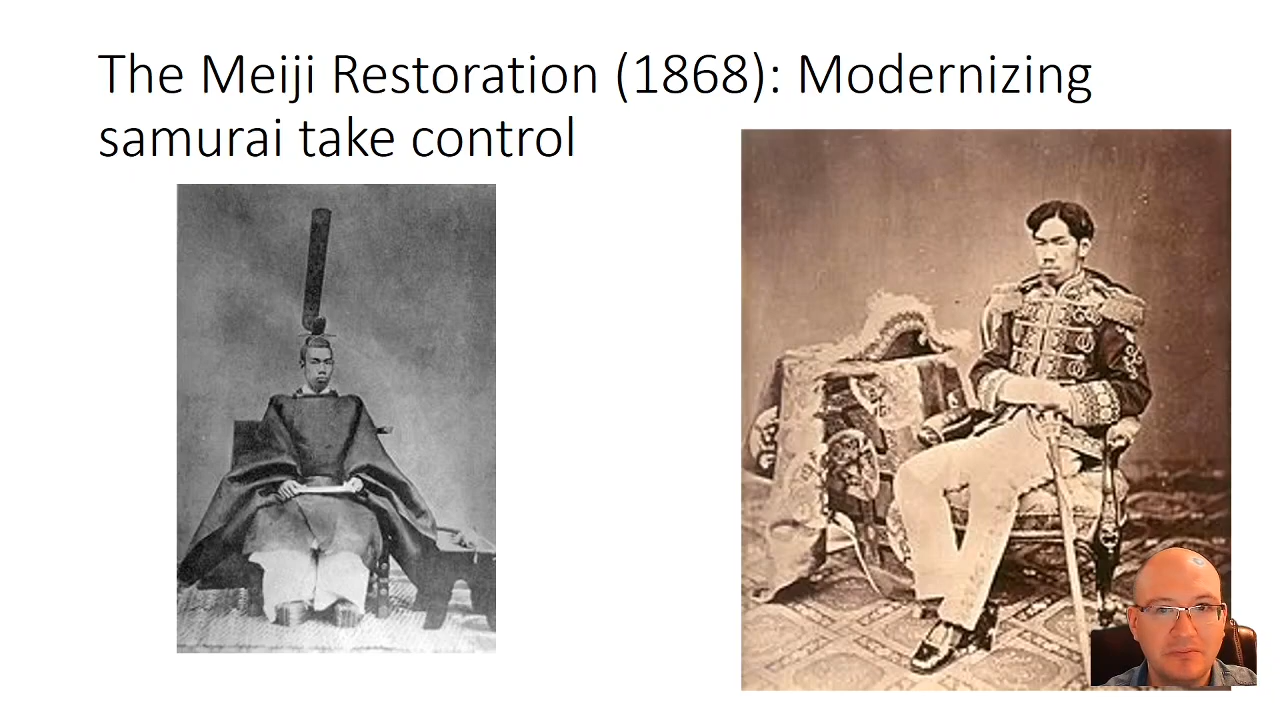 The Meiji Restoration (1868): Modernizing
samurai take control